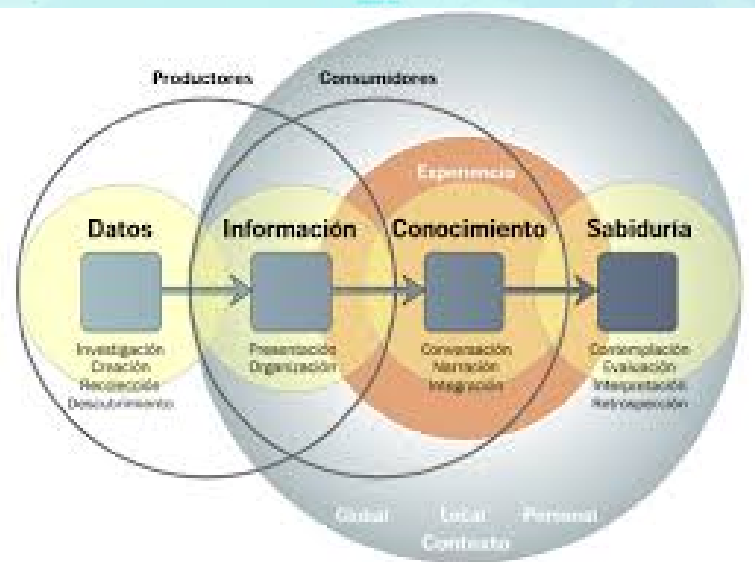 Productores
Consumidores
Experiencia
Datos
Información
Conocimiento
Sabiduría
Investigación
Creación
Recolección
Descubrimiento
Presentación
Organización
Conversación
Narración
Integración
Contemplación
Evaluación
Interpretación
Retrospección
Global
Local
Personal
Contexto